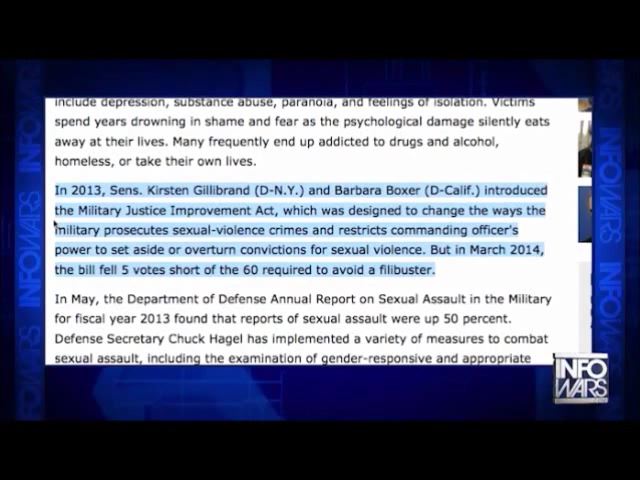 include depression, substance abuse, paranoia, and feelings of isolation. Victims
spend years drowning in shame and fear as the psychological damage silently eats
away at their lives. Many frequently end up addicted to drugs and alcohol,
homeless, or take their own lives.
In 2013, Sens. Kirsten Gillibrand (D-N.Y.) and Barbara Boxer (D-Calif.) introduced
the Military Justice Improvement Act, which was designed to change the ways the
military prosecutes sexual-violence crimes and restricts commanding officer's
power to set aside or overturn convictions for sexual violence. But in March 2014,
the bill fell 5 votes short of the 60 required to avoid a filibuster.
In May, the Department of Defense Annual Report on Sexual Assault in the Military
for fiscal year 2013 found that reports of sexual assault were up 50 percent.
Defense Secretary Chuck Hagel has implemented a variety of measures to combat
sexual assault, including the examination of gender-responsive and appropriate
INFOWARS
INFOWARS
INFO
WARS